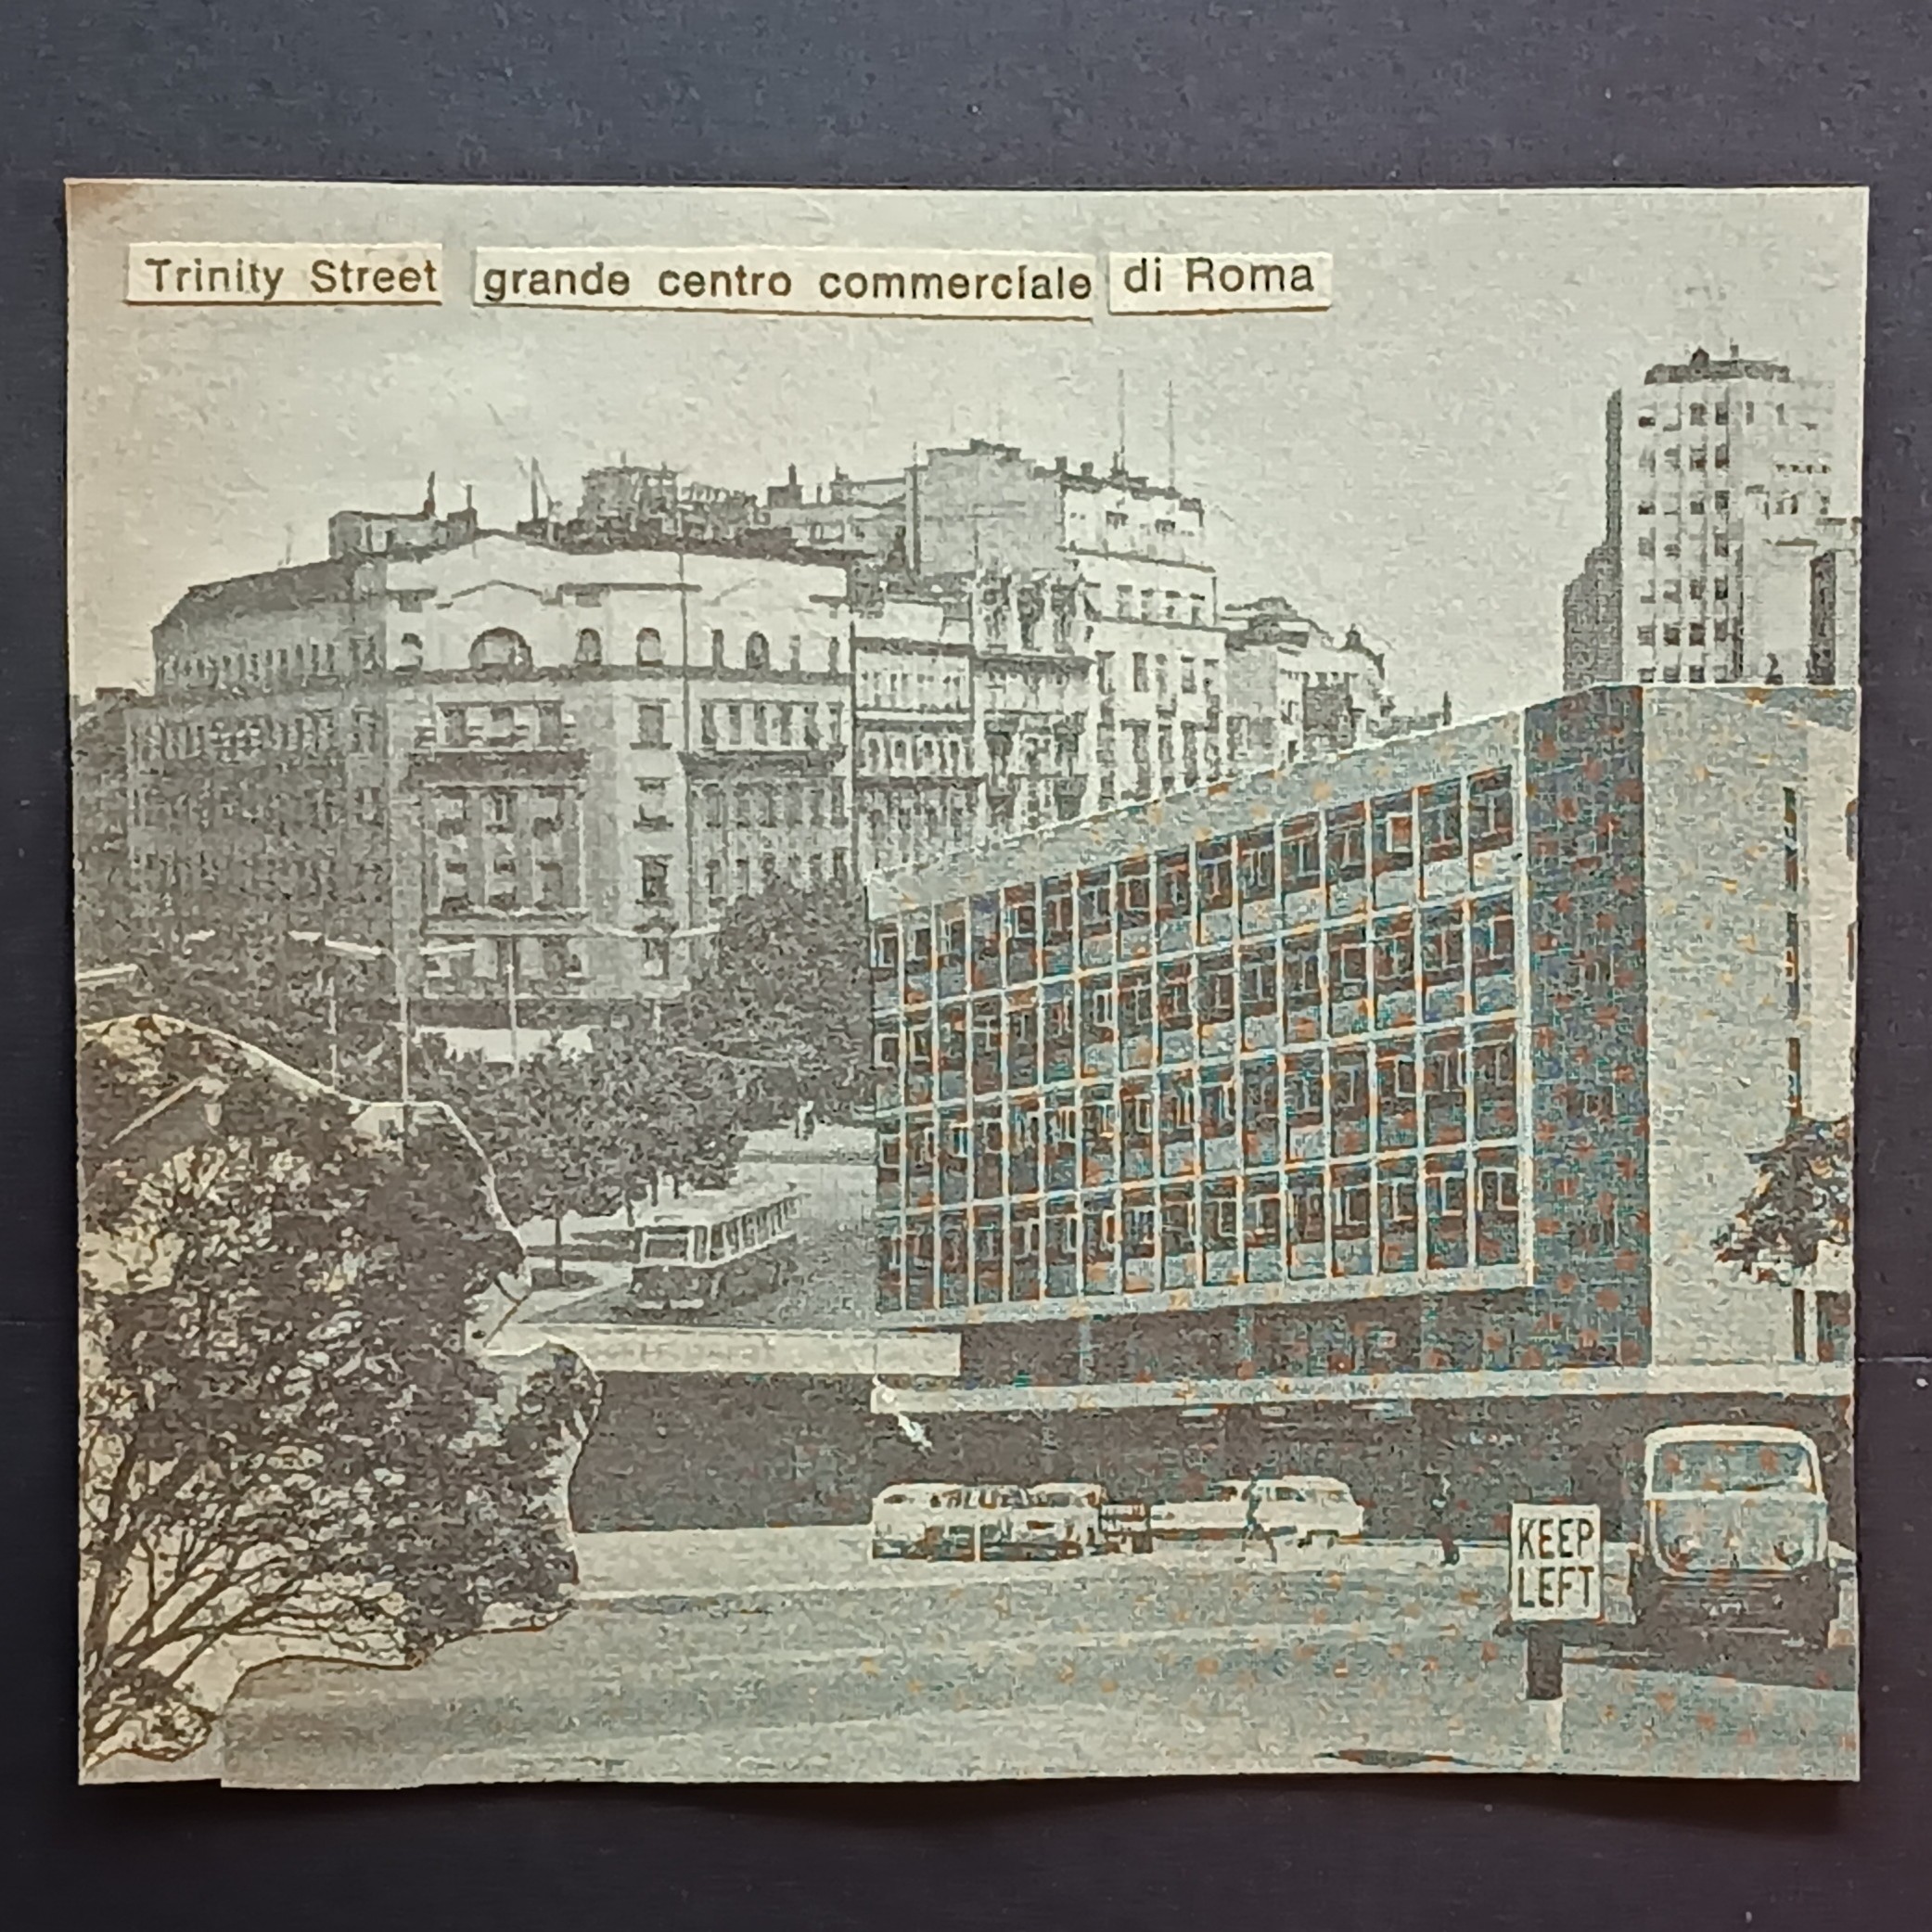 Trinity Street grande centro commerciale di Roma
KEEP
LEFT